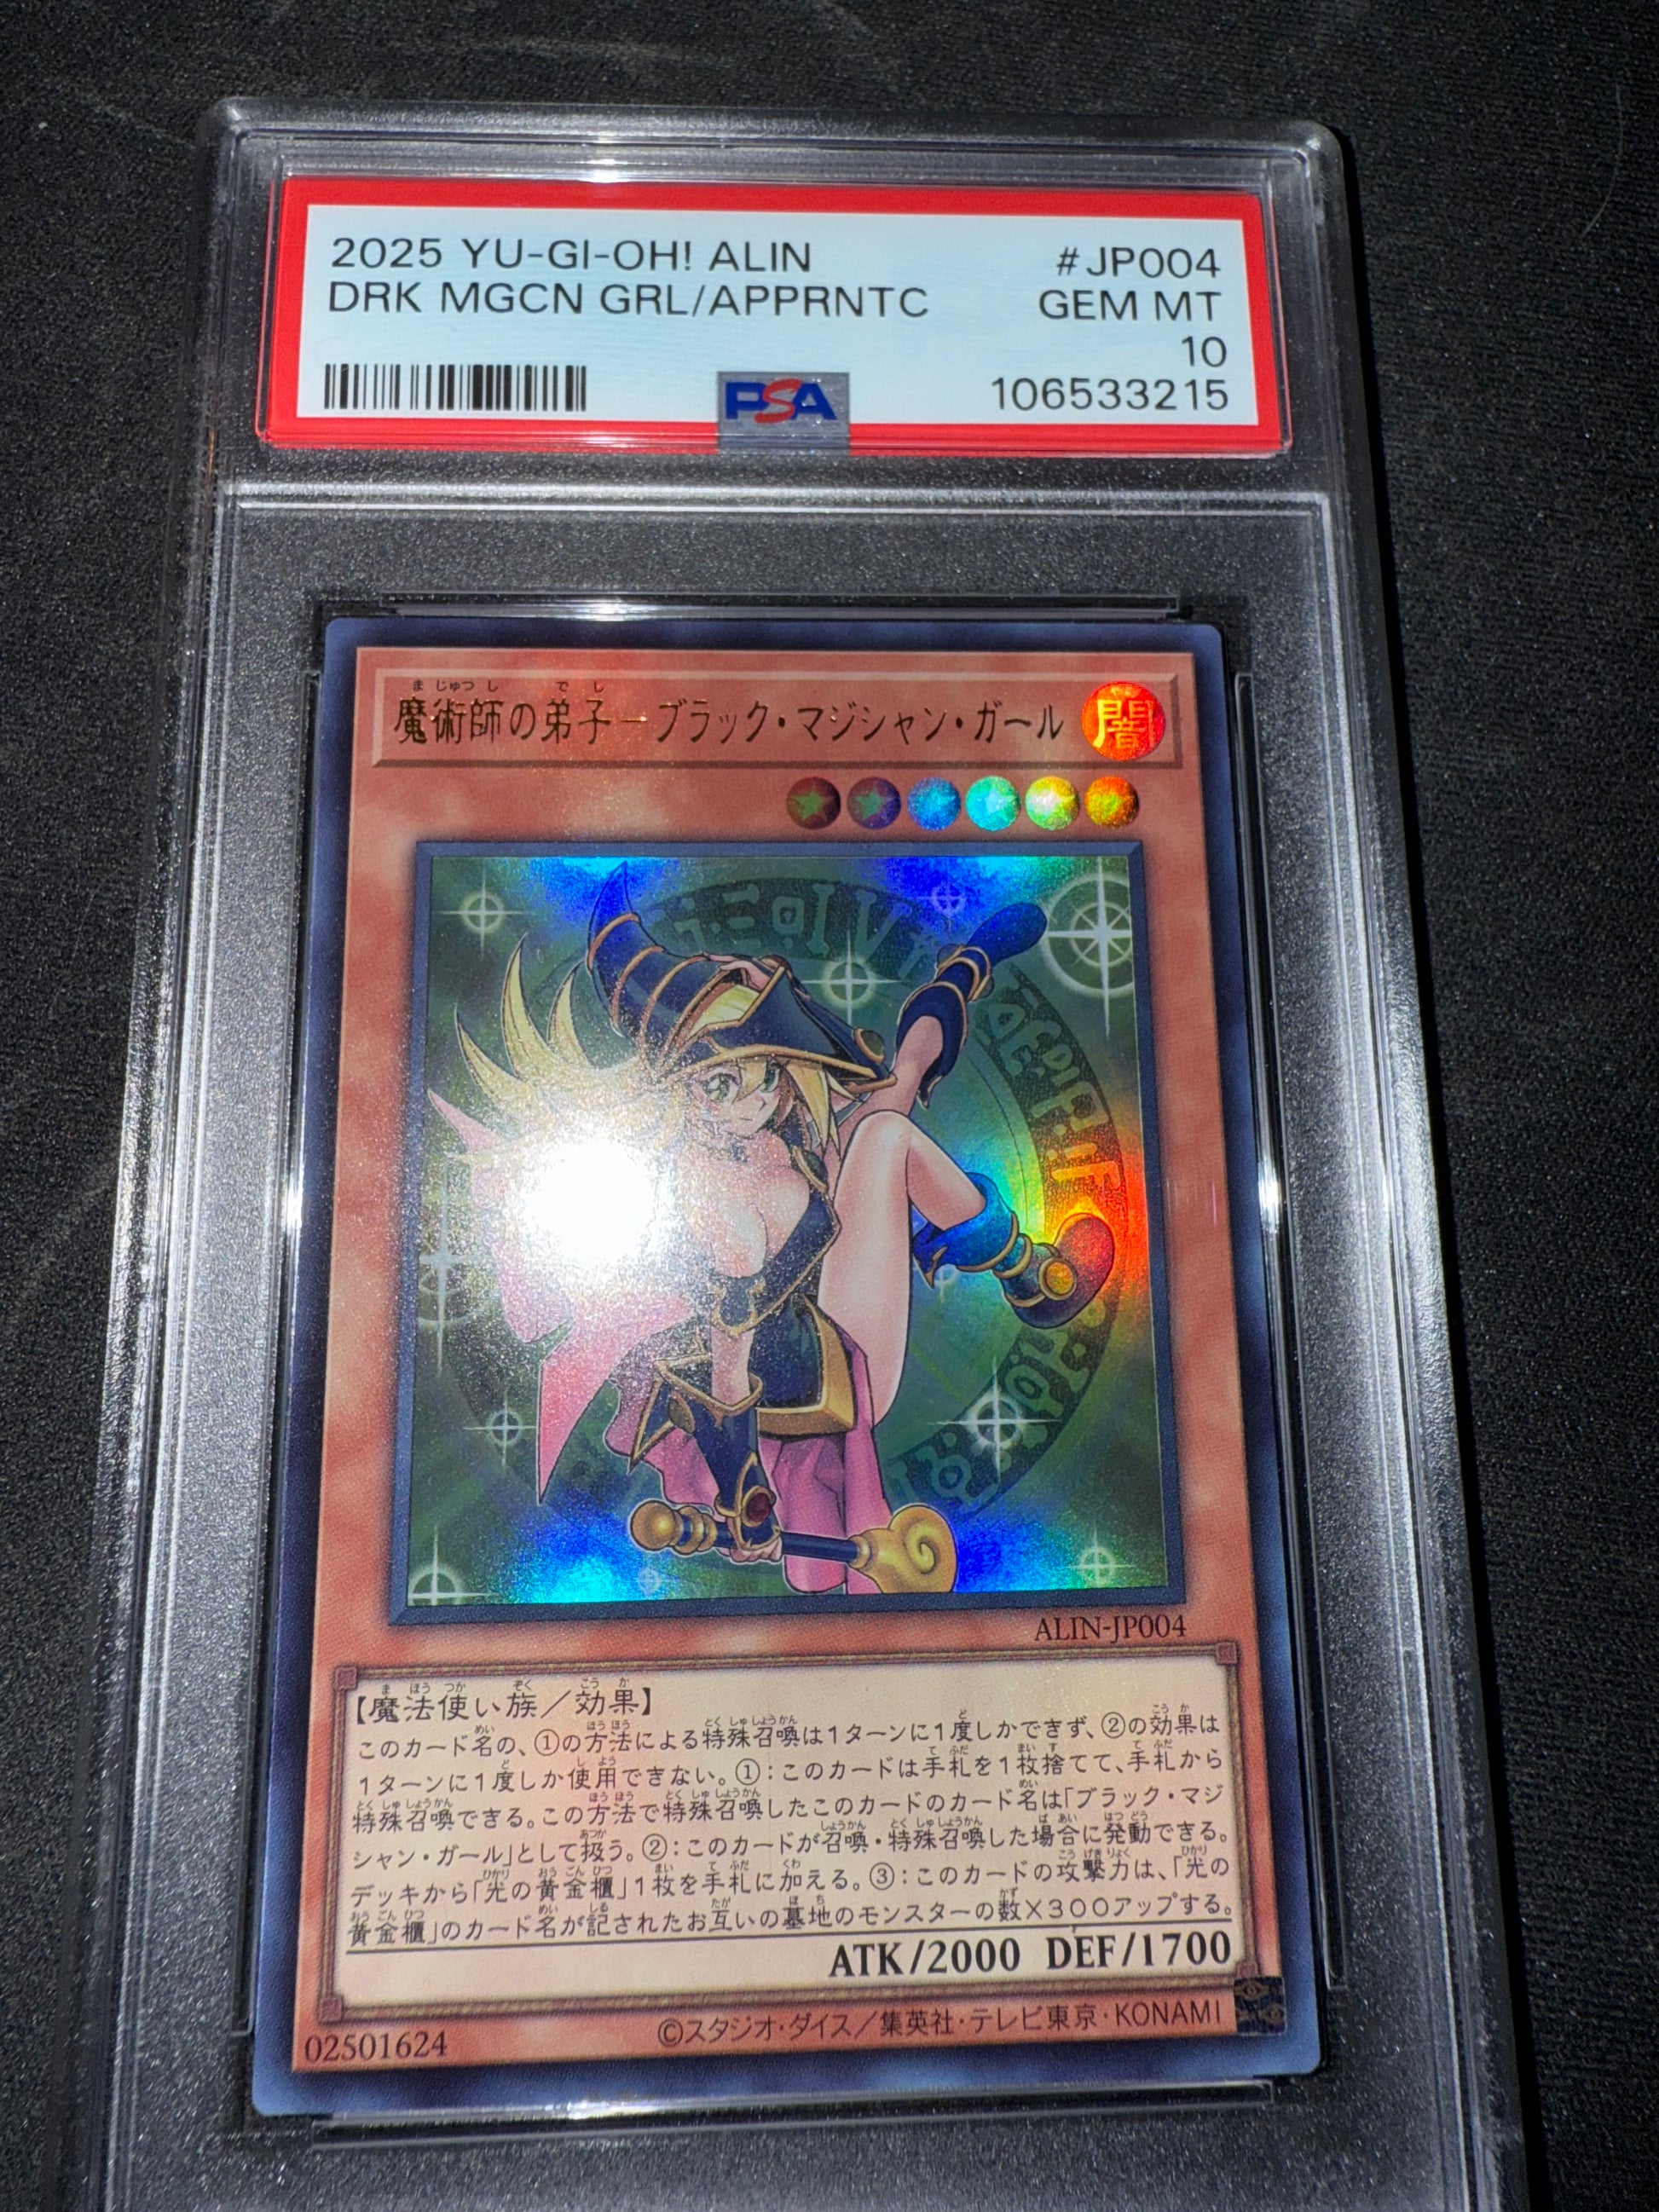 2025 YU-GI-OH! ALIN #JP004
DRK MGCN GRL/APPRNTC GEM MT
10
PSA 106533215
魔術師の弟子－ブラック・マジシャン・ガール 闇
ALIN-JP004
【魔法使い族／効果】
このカード名の、①の方法による特殊召喚は1ターンに1度しかできず、②の効果は
1ターンに1度しか使用できない。①：このカードは手札を1枚捨てて、手札から
特殊召喚できる。この方法で特殊召喚したこのカードのカード名は「ブラック・マジ
シャン・ガール」として扱う。②：このカードが召喚・特殊召喚した場合に発動できる。
デッキから「光の黄金櫃」1枚を手札に加える。③：このカードの攻撃力は、「光の
黄金櫃」のカード名が記されたお互いの墓地のモンスターの数×300アップする。
ATK/2000 DEF/1700
02501624 ©スタジオ・ダイス／集英社・テレビ東京・KONAMI